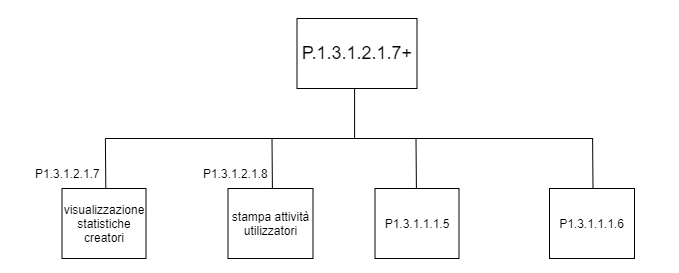 P.1.3.1.2.1.7+
P1.3.1.2.1.7
P1.3.1.2.1.8
visualizzazione
statistiche
creatori
stampa attività
utilizzatori
P1.3.1.1.1.5
P1.3.1.1.1.6